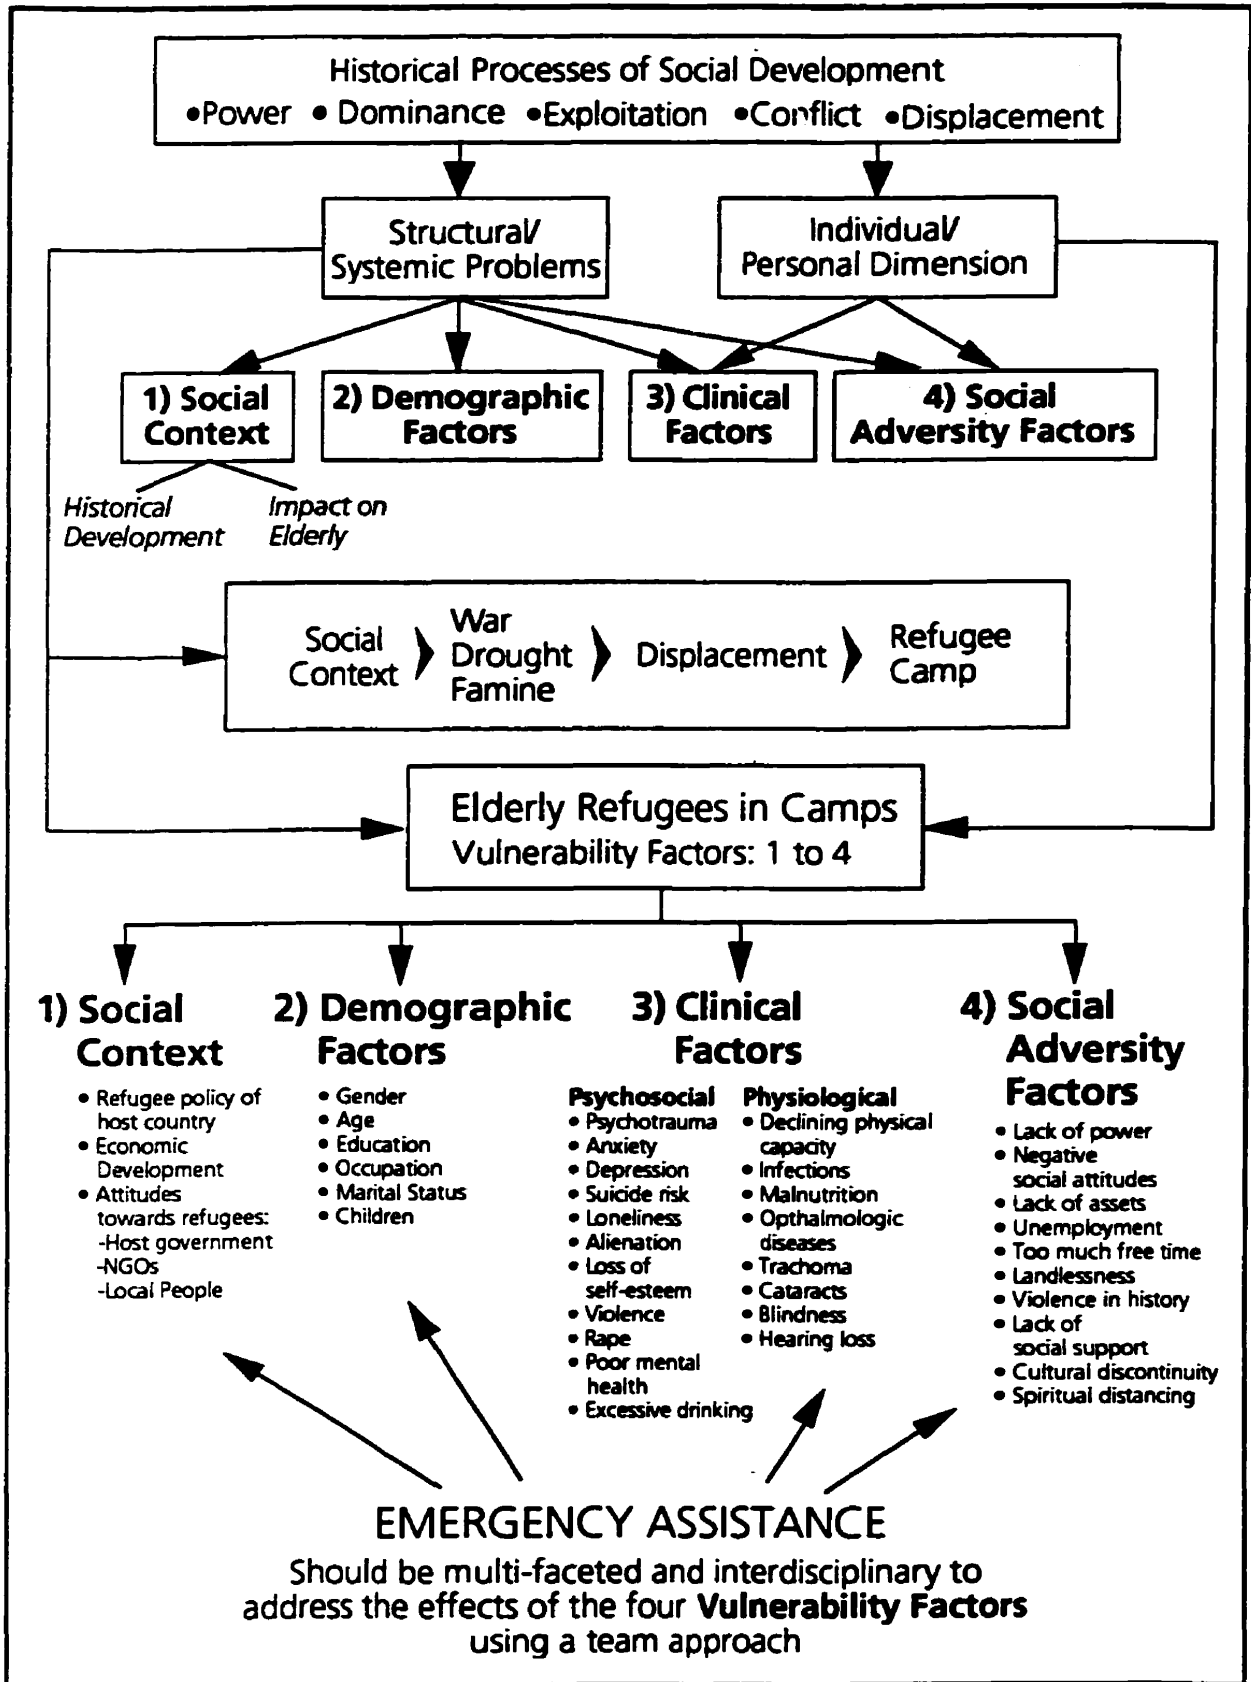 Historical Processes of Social Development
•Power • Dominance •Exploitation •Conflict •Displacement
Structural/
Systemic Problems
Individual/
Personal Dimension
1) Social
Context
2) Demographic
Factors
3) Clinical
Factors
4) Social
Adversity Factors
Historical
Development
Impact on
Elderly
Social
Context
War
Drought
Famine
Displacement
Refugee
Camp
Elderly Refugees in Camps
Vulnerability Factors: 1 to 4
1) Social
Context
• Refugee policy of
host country
• Economic
Development
• Attitudes
towards refugees:
-Host government
-NGOs
-Local People
2) Demographic
Factors
• Gender
• Age
• Education
• Occupation
• Marital Status
• Children
3) Clinical
Factors
Psychosocial
• Psychotrauma
• Anxiety
• Depression
• Suicide risk
• Loneliness
• Alienation
• Loss of
self-esteem
• Violence
• Rape
• Poor mental
health
• Excessive drinking
Physiological
• Declining physical
capacity
• Infections
• Malnutrition
• Opthalmologic
diseases
• Trachoma
• Cataracts
• Blindness
• Hearing loss
4) Social
Adversity
Factors
• Lack of power
• Negative
social attitudes
• Lack of assets
• Unemployment
• Too much free time
• Landlessness
• Violence in history
• Lack of
social support
• Cultural discontinuity
• Spiritual distancing
EMERGENCY ASSISTANCE
Should be multi-faceted and interdisciplinary to
address the effects of the four Vulnerability Factors
using a team approach